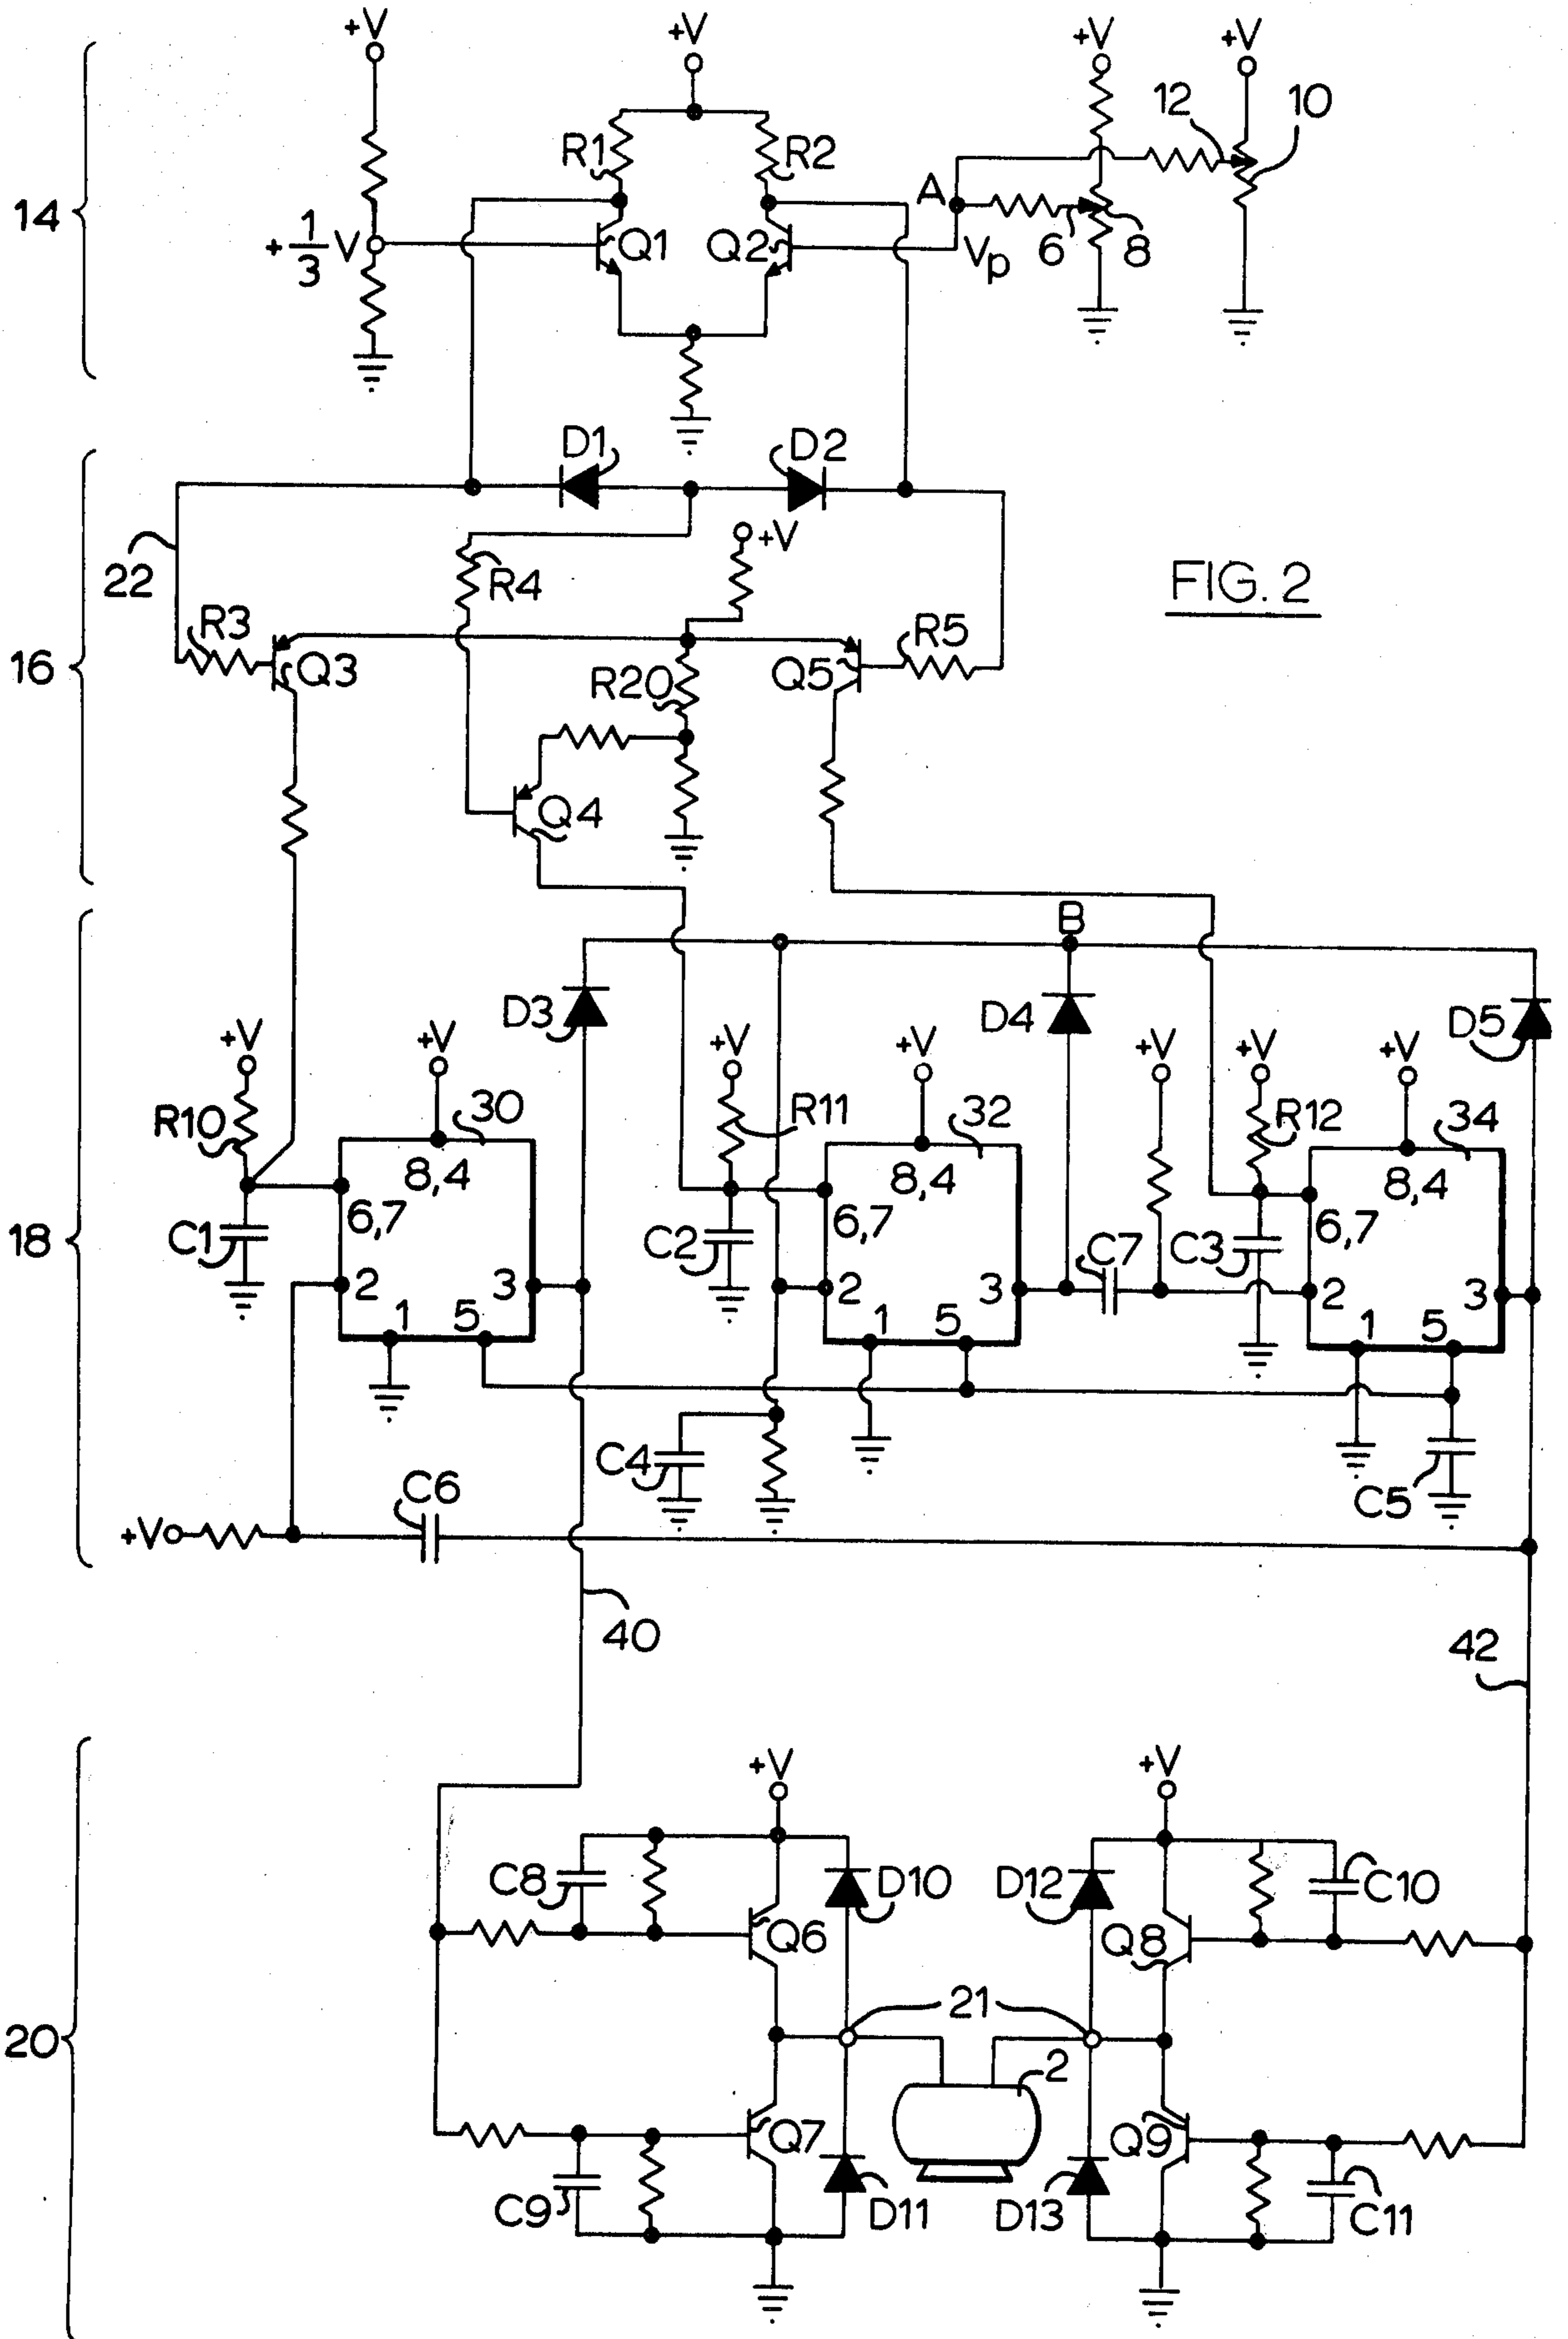 +V
+V
+V
+V
12
10
R1
R2
14
A
+1/3 V
Q1
Q2
Vp
6
8
D1
D2
+V
22
R4
FIG. 2
R3
R5
16
Q3
R20
Q5
Q4
B
D3
D4
D5
+V
+V
+V
+V
+V
+V
+V
R10
30
R11
32
R12
34
8,4
8,4
8,4
6,7
6,7
6,7
18
C1
C2
C7
C3
2
3
2
3
2
3
1
5
1
5
1
5
C4
C6
C5
+V
40
42
+V
+V
C8
D10
D12
C10
Q6
Q8
21
20
2
Q7
Q9
C9
D11
D13
C11